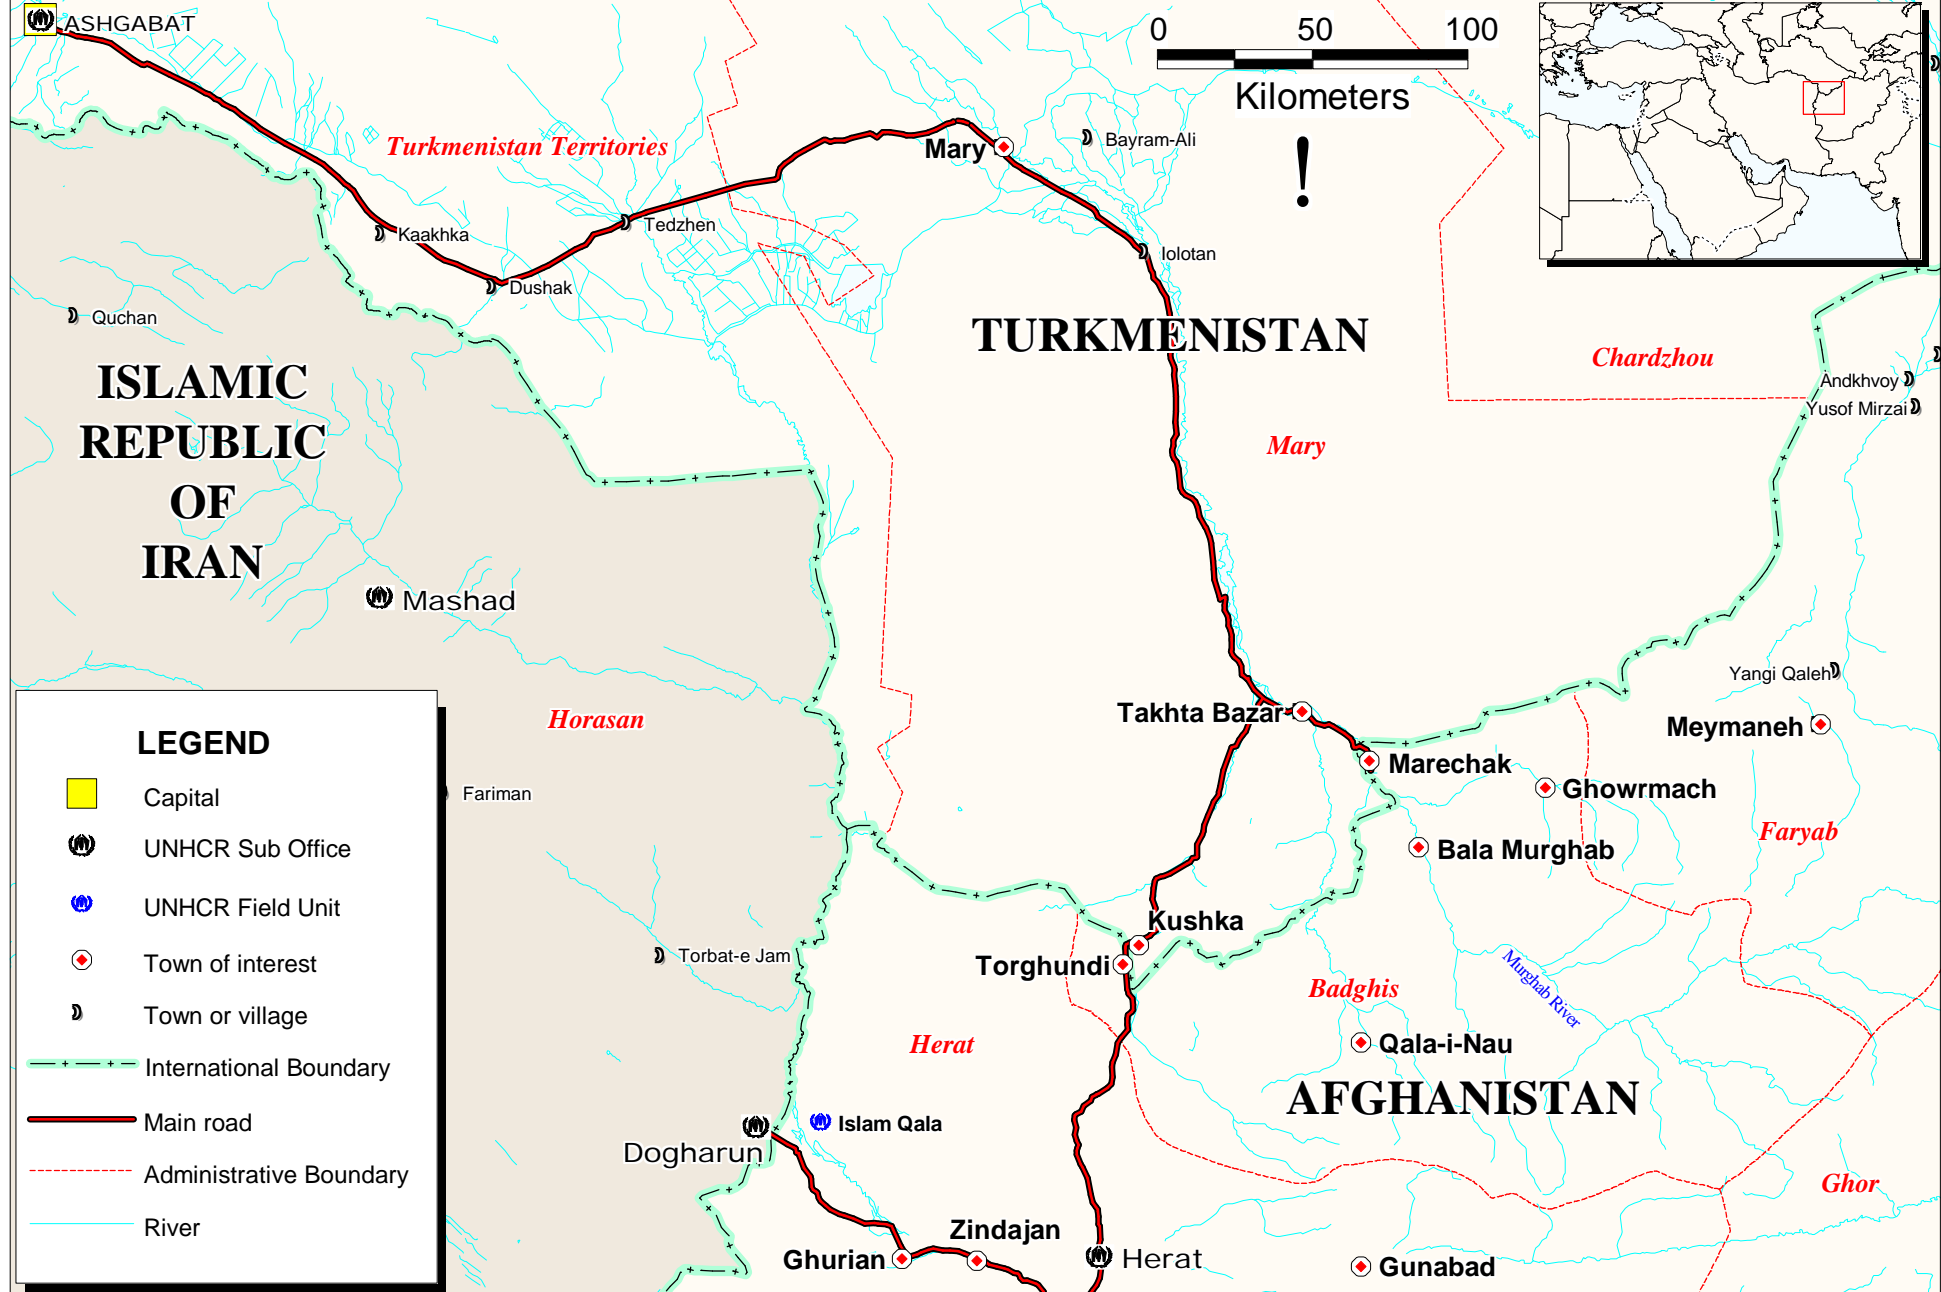 ASHGABAT
0 50 100
Kilometers
!
Turkmenistan Territories
Mary
Bayram-Ali
Kaakhka
Tedzhen
Iolotan
Dushak
Quchan
TURKMENISTAN
Chardzhou
Andkhvoy
Yusof Mirzai
ISLAMIC
REPUBLIC
OF
IRAN
Mary
Mashad
Yangi Qaleh
Horasan
Takhta Bazar
Meymaneh
Marechak
Ghowrmach
Fariman
Faryab
Bala Murghab
Kushka
Torghundi
Torbat-e Jam
Murghab River
Badghis
Herat
Qala-i-Nau
AFGHANISTAN
Islam Qala
Dogharun
Ghor
Zindajan
Ghurian
Herat
Gunabad
LEGEND
Capital
UNHCR Sub Office
UNHCR Field Unit
Town of interest
Town or village
International Boundary
Main road
Administrative Boundary
River